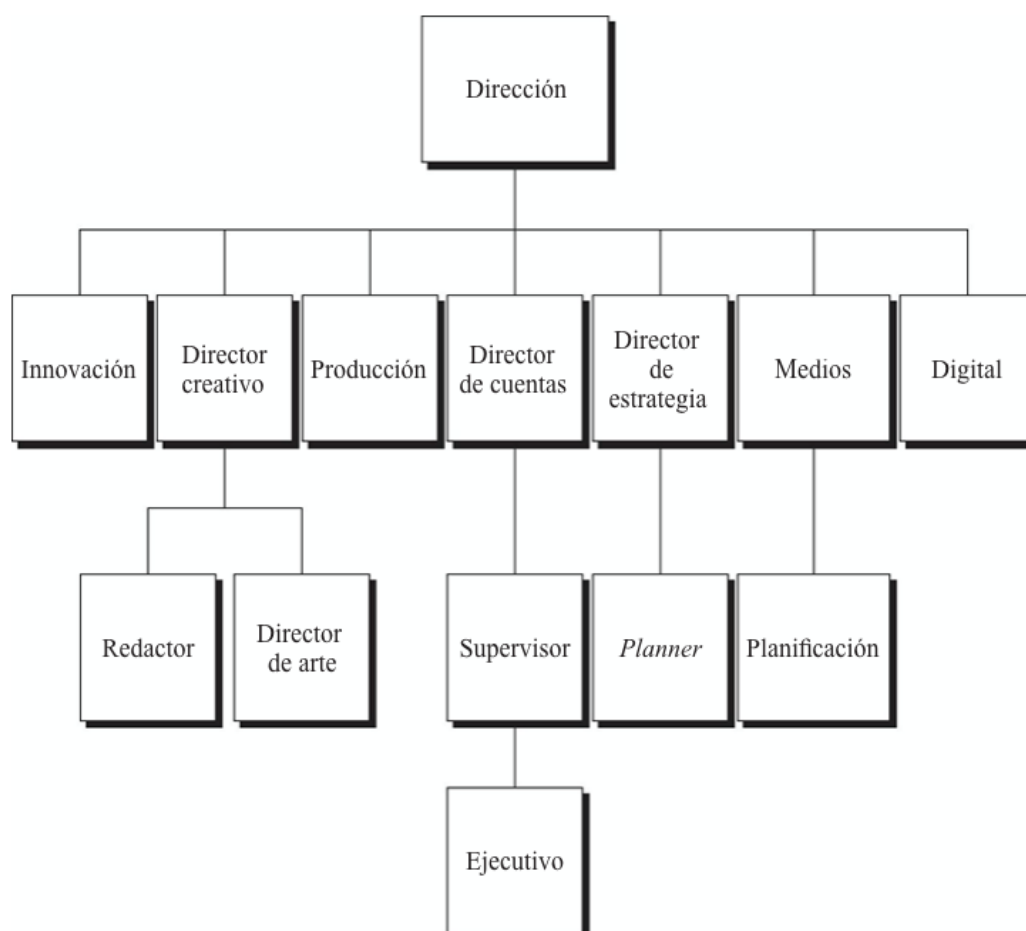 Dirección
Innovación
Director
creativo
Producción
Director
de cuentas
Director
de
estrategia
Medios
Digital
Redactor
Director
de arte
Supervisor
Planner
Planificación
Ejecutivo